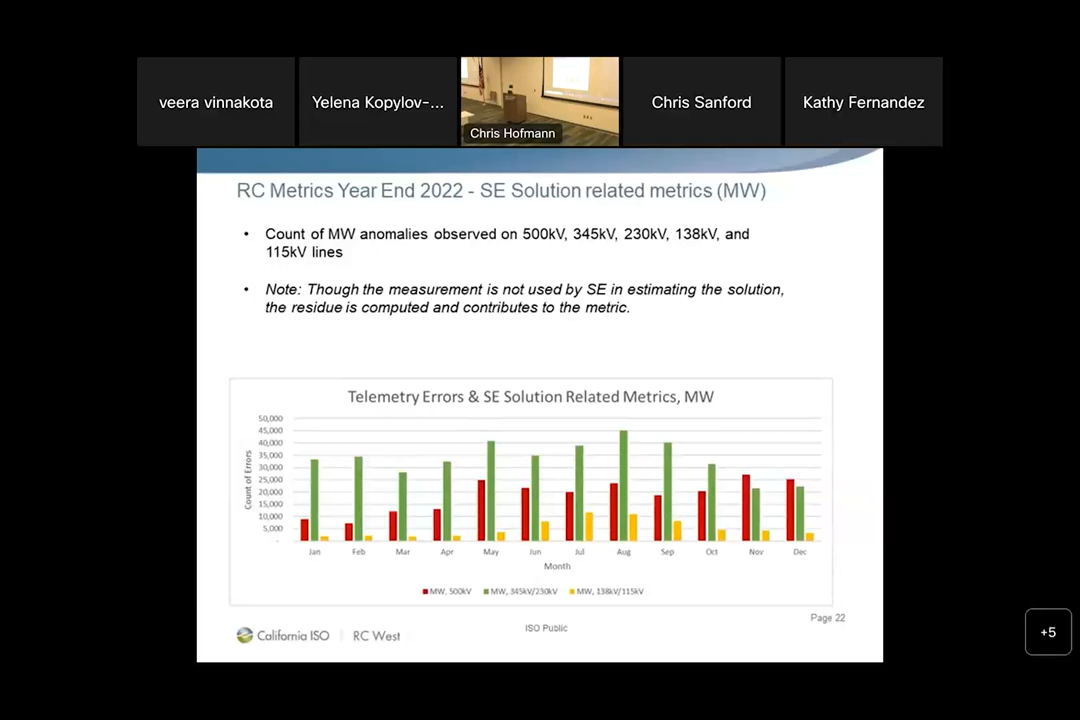 veera vinnakota
Yelena Kopylov-...
Chris Hofmann
Chris Sanford
Kathy Fernandez
RC Metrics Year End 2022 - SE Solution related metrics (MW)
• Count of MW anomalies observed on 500kV, 345kV, 230kV, 138kV, and
115kV lines
• Note: Though the measurement is not used by SE in estimating the solution,
the residue is computed and contributes to the metric.
Telemetry Errors & SE Solution Related Metrics, MW
50,000
45,000
40,000
35,000
30,000
25,000
20,000
15,000
10,000
5,000
-
Count of Errors
Jan Feb Mar Apr May Jun Jul Aug Sep Oct Nov Dec
Month
MW, 500kV MW, 345kV/230kV MW, 138kV/115kV
Page 22
California ISO | RC West
ISO Public
+5